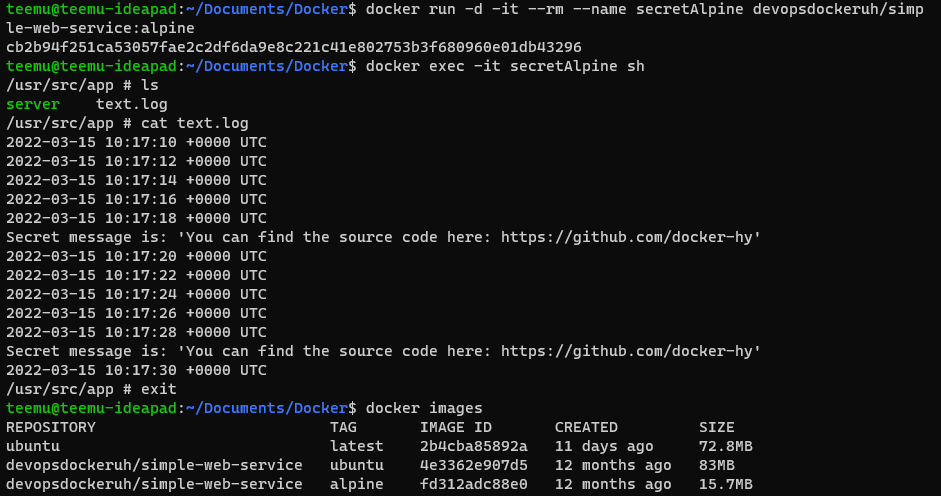 teemu@teemu-ideapad:~/Documents/Docker$ docker run -d -it --rm --name secretAlpine devopsdockeruh/simp
le-web-service:alpine
cb2b94f251ca53057fae2c2df6da9e8c221c41e802753b3f680960e01db43296
teemu@teemu-ideapad:~/Documents/Docker$ docker exec -it secretAlpine sh
/usr/src/app # ls
server    text.log
/usr/src/app # cat text.log
2022-03-15 10:17:10 +0000 UTC
2022-03-15 10:17:12 +0000 UTC
2022-03-15 10:17:14 +0000 UTC
2022-03-15 10:17:16 +0000 UTC
2022-03-15 10:17:18 +0000 UTC
Secret message is: 'You can find the source code here: https://github.com/docker-hy'
2022-03-15 10:17:20 +0000 UTC
2022-03-15 10:17:22 +0000 UTC
2022-03-15 10:17:24 +0000 UTC
2022-03-15 10:17:26 +0000 UTC
2022-03-15 10:17:28 +0000 UTC
Secret message is: 'You can find the source code here: https://github.com/docker-hy'
2022-03-15 10:17:30 +0000 UTC
/usr/src/app # exit
teemu@teemu-ideapad:~/Documents/Docker$ docker images
REPOSITORY                          TAG       IMAGE ID       CREATED         SIZE
ubuntu                              latest    2b4cba85892a   11 days ago     72.8MB
devopsdockeruh/simple-web-service   ubuntu    4e3362e907d5   12 months ago   83MB
devopsdockeruh/simple-web-service   alpine    fd312adc88e0   12 months ago   15.7MB